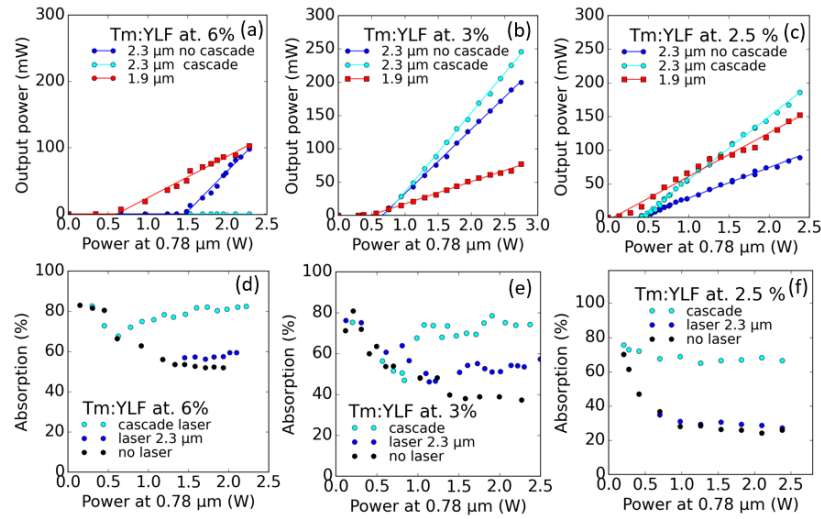 Tm:YLF at. 6%
(a)
2.3 µm no cascade
2.3 µm cascade
1.9 µm
Output power (mW)
300
250
200
150
100
50
0
0.0 0.5 1.0 1.5 2.0 2.5
Power at 0.78 µm (W)
Tm:YLF at. 3%
(b)
2.3 µm no cascade
2.3 µm cascade
1.9 µm
Output power (mW)
300
250
200
150
100
50
0
0.0 0.5 1.0 1.5 2.0 2.5 3.0
Power at 0.78 µm (W)
Tm:YLF at. 2.5 %
(c)
2.3 µm no cascade
2.3 µm cascade
1.9 µm
Output power (mW)
300
250
200
150
100
50
0
0.0 0.5 1.0 1.5 2.0 2.5
Power at 0.78 µm (W)
(d)
Absorption (%)
100
80
60
40
20
0
Tm:YLF at. 6%
cascade laser
laser 2.3 µm
no laser
0.0 0.5 1.0 1.5 2.0 2.5
Power at 0.78 µm (W)
(e)
Absorption (%)
100
80
60
40
20
0
Tm:YLF at. 3%
cascade
laser 2.3 µm
no laser
0.0 0.5 1.0 1.5 2.0 2.5
Power at 0.78 µm (W)
Tm:YLF at. 2.5 %
(f)
cascade
laser 2.3 µm
no laser
Absorption (%)
100
80
60
40
20
0
0.0 0.5 1.0 1.5 2.0 2.5 3.0
Power at 0.78 µm (W)